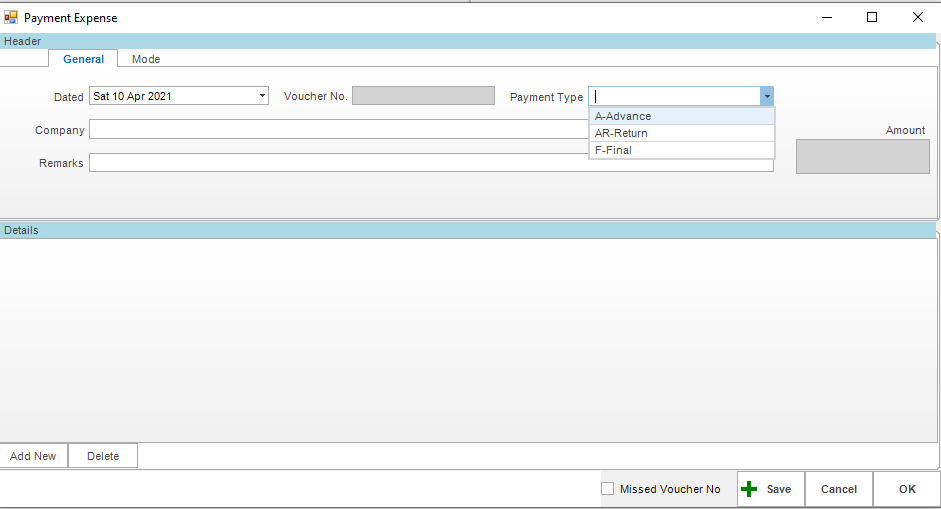 Payment Expense
Header
General Mode
Dated Sat 10 Apr 2021 Voucher No. Payment Type
A-Advance
Company
Amount
AR-Return
F-Final
Remarks
Details
Add New Delete
Missed Voucher No Save Cancel OK